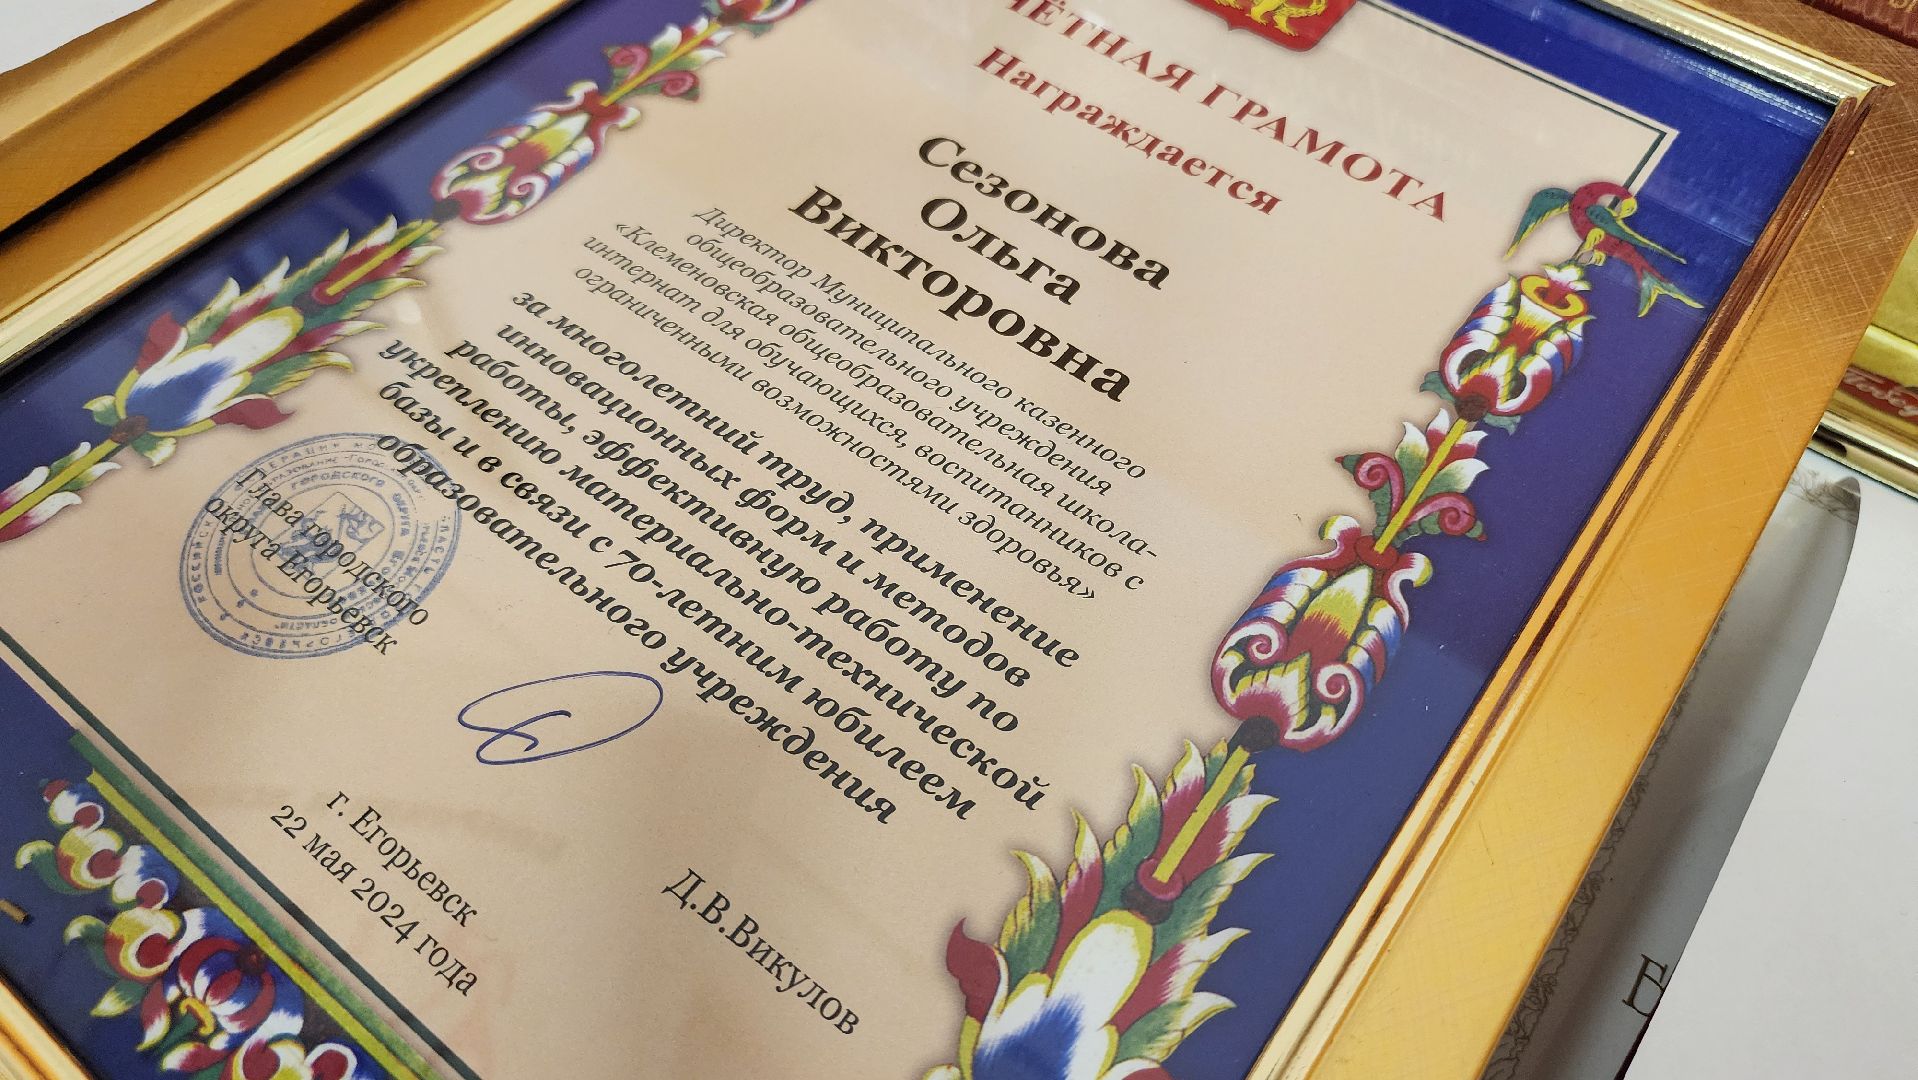 ЧЁТНАЯ ГРАМОТА
Награждается
Сезонова
Ольга
Викторовна
Директор Муниципального казенного
общеобразовательного учреждения
«Клеменовская общеобразовательная школа-
интернат для обучающихся, воспитанников с
ограниченными возможностями здоровья»
за многолетний труд, применение
инновационных форм и методов
работы, эффективную работу по
укреплению материально-технической
базы и в связи с 70-летним юбилеем
образовательного учреждения
Глава городского
округа Егорьевск
Д.В.Викулов
г. Егорьевск
22 мая 2024 года